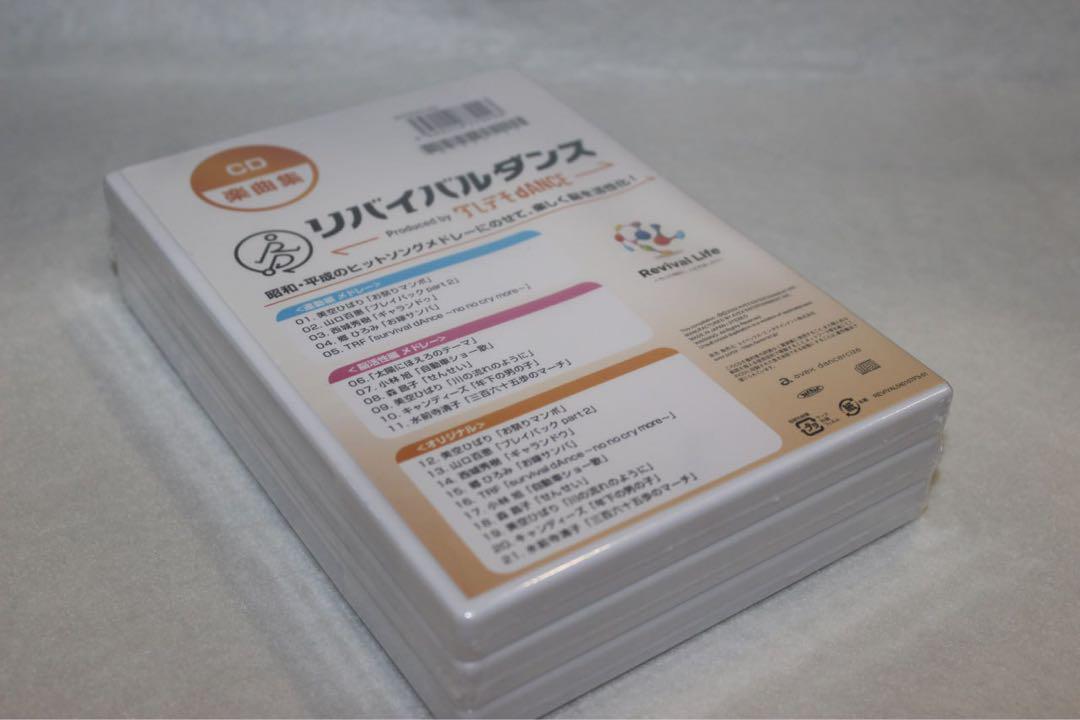 CD
楽曲集
リバイバルダンス
Produced by クレデキdANCE
昭和・平成のヒットソングメドレーにのせて、楽しく脳を活性化！
Revival Life
＜運動編 メドレー＞
01. 美空ひばり「お祭りマンボ」
02. 山口百恵「プレイバック part 2」
03. 西城秀樹「ギャランドゥ」
04. 郷 ひろみ「お嫁サンバ」
05. TRF「survival dAnce ～no no cry more～」
＜脳活性編 メドレー＞
06.「太陽にほえろのテーマ」
07. 小林 旭「自動車ショー歌」
08. 森 昌子「せんせい」
09. 美空ひばり「川の流れのように」
10. キャンディーズ「年下の男の子」
11. 水前寺清子「三百六十五歩のマーチ」
＜オリジナル＞
12. 美空ひばり「お祭りマンボ」
13. 山口百恵「プレイバック part 2」
14. 西城秀樹「ギャランドゥ」
15. 郷 ひろみ「お嫁サンバ」
16. TRF「survival dAnce ～no no cry more～」
17. 小林 旭「自動車ショー歌」
18. 森 昌子「せんせい」
19. 美空ひばり「川の流れのように」
20. キャンディーズ「年下の男の子」
21. 水前寺清子「三百六十五歩のマーチ」
a. avex dancercize